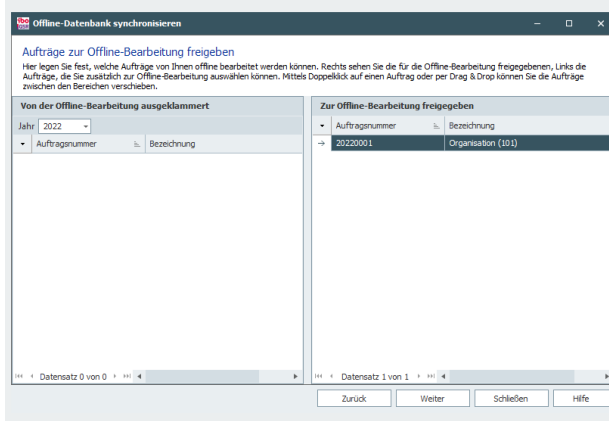 Offline-Datenbank synchronisieren
Aufträge zur Offline-Bearbeitung freigeben
Hier legen Sie fest, welche Aufträge von Ihnen offline bearbeitet werden können. Rechts sehen Sie die für die Offline-Bearbeitung freigegebenen, Links die
Aufträge, die Sie zusätzlich zur Offline-Bearbeitung auswählen können. Mittels Doppelklick auf einen Auftrag oder per Drag & Drop können Sie die Aufträge
zwischen den Bereichen verschieben.
Von der Offline-Bearbeitung ausgeklammert
Jahr 2022
Auftragsnummer Bezeichnung
Datensatz 0 von 0
Zur Offline-Bearbeitung freigegeben
Auftragsnummer Bezeichnung
20220001 Organisation (101)
Datensatz 1 von 1
Zurück Weiter Schließen Hilfe